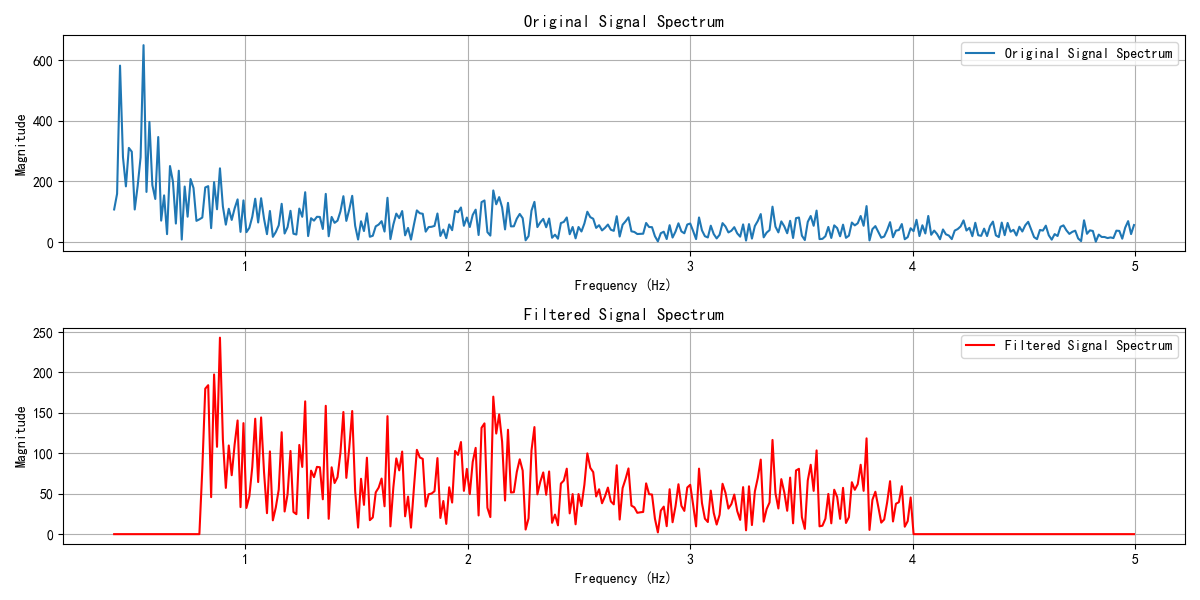 Original Signal Spectrum
600
400
200
0
Magnitude
Original Signal Spectrum
1 2 3 4 5
Frequency (Hz)
Filtered Signal Spectrum
250
200
150
100
50
0
Magnitude
Filtered Signal Spectrum
1 2 3 4 5
Frequency (Hz)